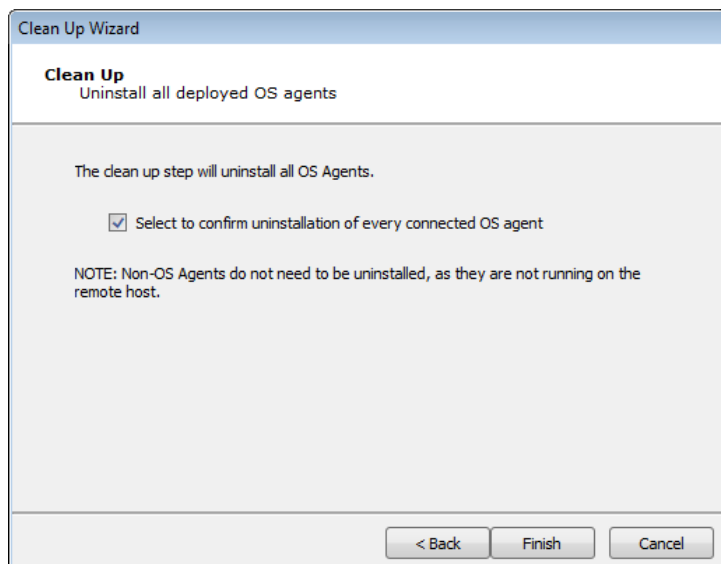 Clean Up Wizard
Clean Up
Uninstall all deployed OS agents
The clean up step will uninstall all OS Agents.
Select to confirm uninstallation of every connected OS agent
NOTE: Non-OS Agents do not need to be uninstalled, as they are not running on the
remote host.
< Back Finish Cancel